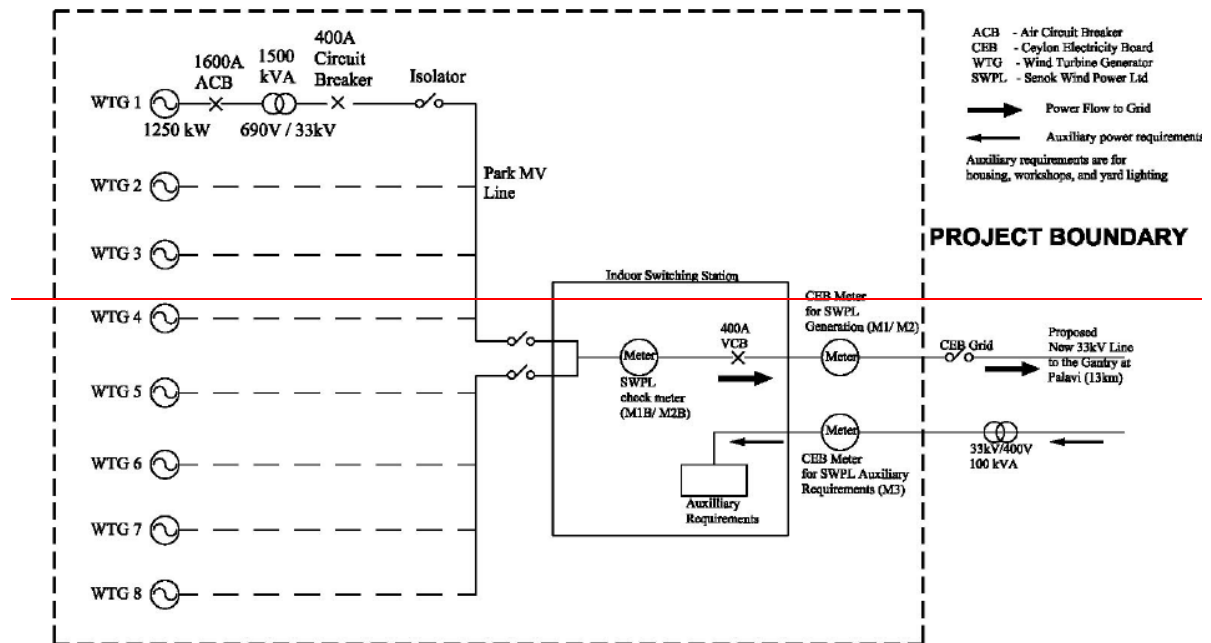 1600A
ACB
1500
kVA
400A
Circuit
Breaker
Isolator
WTG 1
1250 kW
690V / 33kV
WTG 2
WTG 3
WTG 4
WTG 5
WTG 6
WTG 7
WTG 8
Park MV
Line
ACB - Air Circuit Breaker
CEB - Ceylon Electricity Board
WTG - Wind Turbine Generator
SWPL - Senok Wind Power Ltd
Power Flow to Grid
Auxiliary power requirements
Auxiliary requirements are for
housing, workshops, and yard lighting
PROJECT BOUNDARY
Indoor Switching Station
Meter
SWPL
check meter
(M1B/ M2B)
400A
VCB
CEB Meter
for SWPL
Generation (M1/ M2)
Meter
CEB Grid
Proposed
New 33kV Line
to the Gantry at
Palavi (13km)
Meter
CEB Meter
for SWPL Auxiliary
Requirements (M3)
33kV/400V
100 kVA
Auxilliary
Requirements